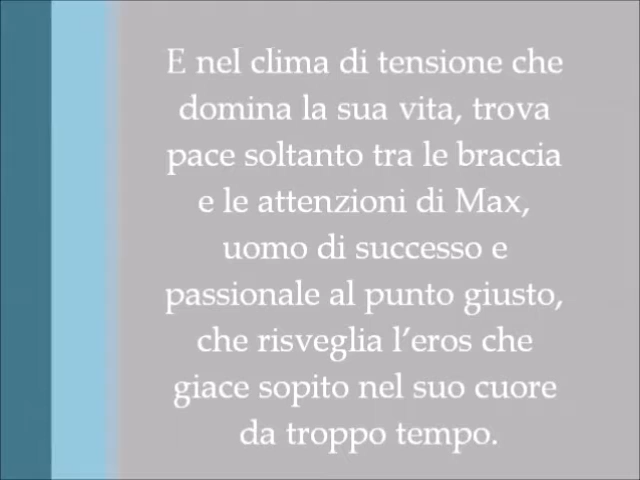 E nel clima di tensione che
domina la sua vita, trova
pace soltanto tra le braccia
e le attenzioni di Max,
uomo di successo e
passionale al punto giusto,
che risveglia l’eros che
giace sopito nel suo cuore
da troppo tempo.